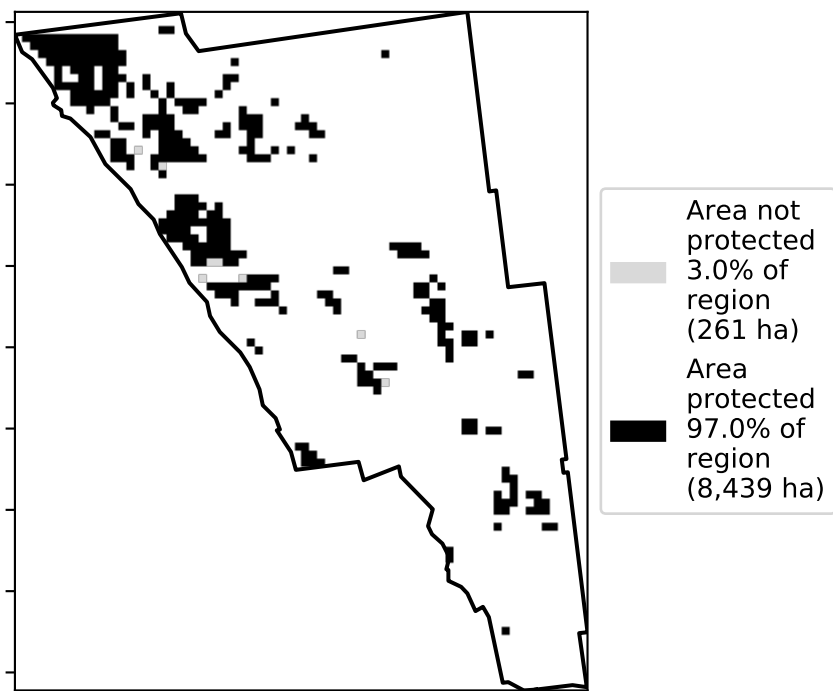 Area not
protected
3.0% of
region
(261 ha)
Area
protected
97.0% of
region
(8,439 ha)